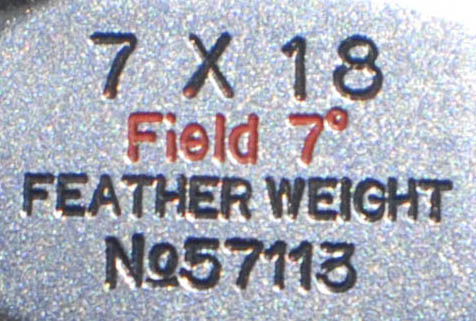 7 X 18
Field 7°
FEATHER WEIGHT
No57113